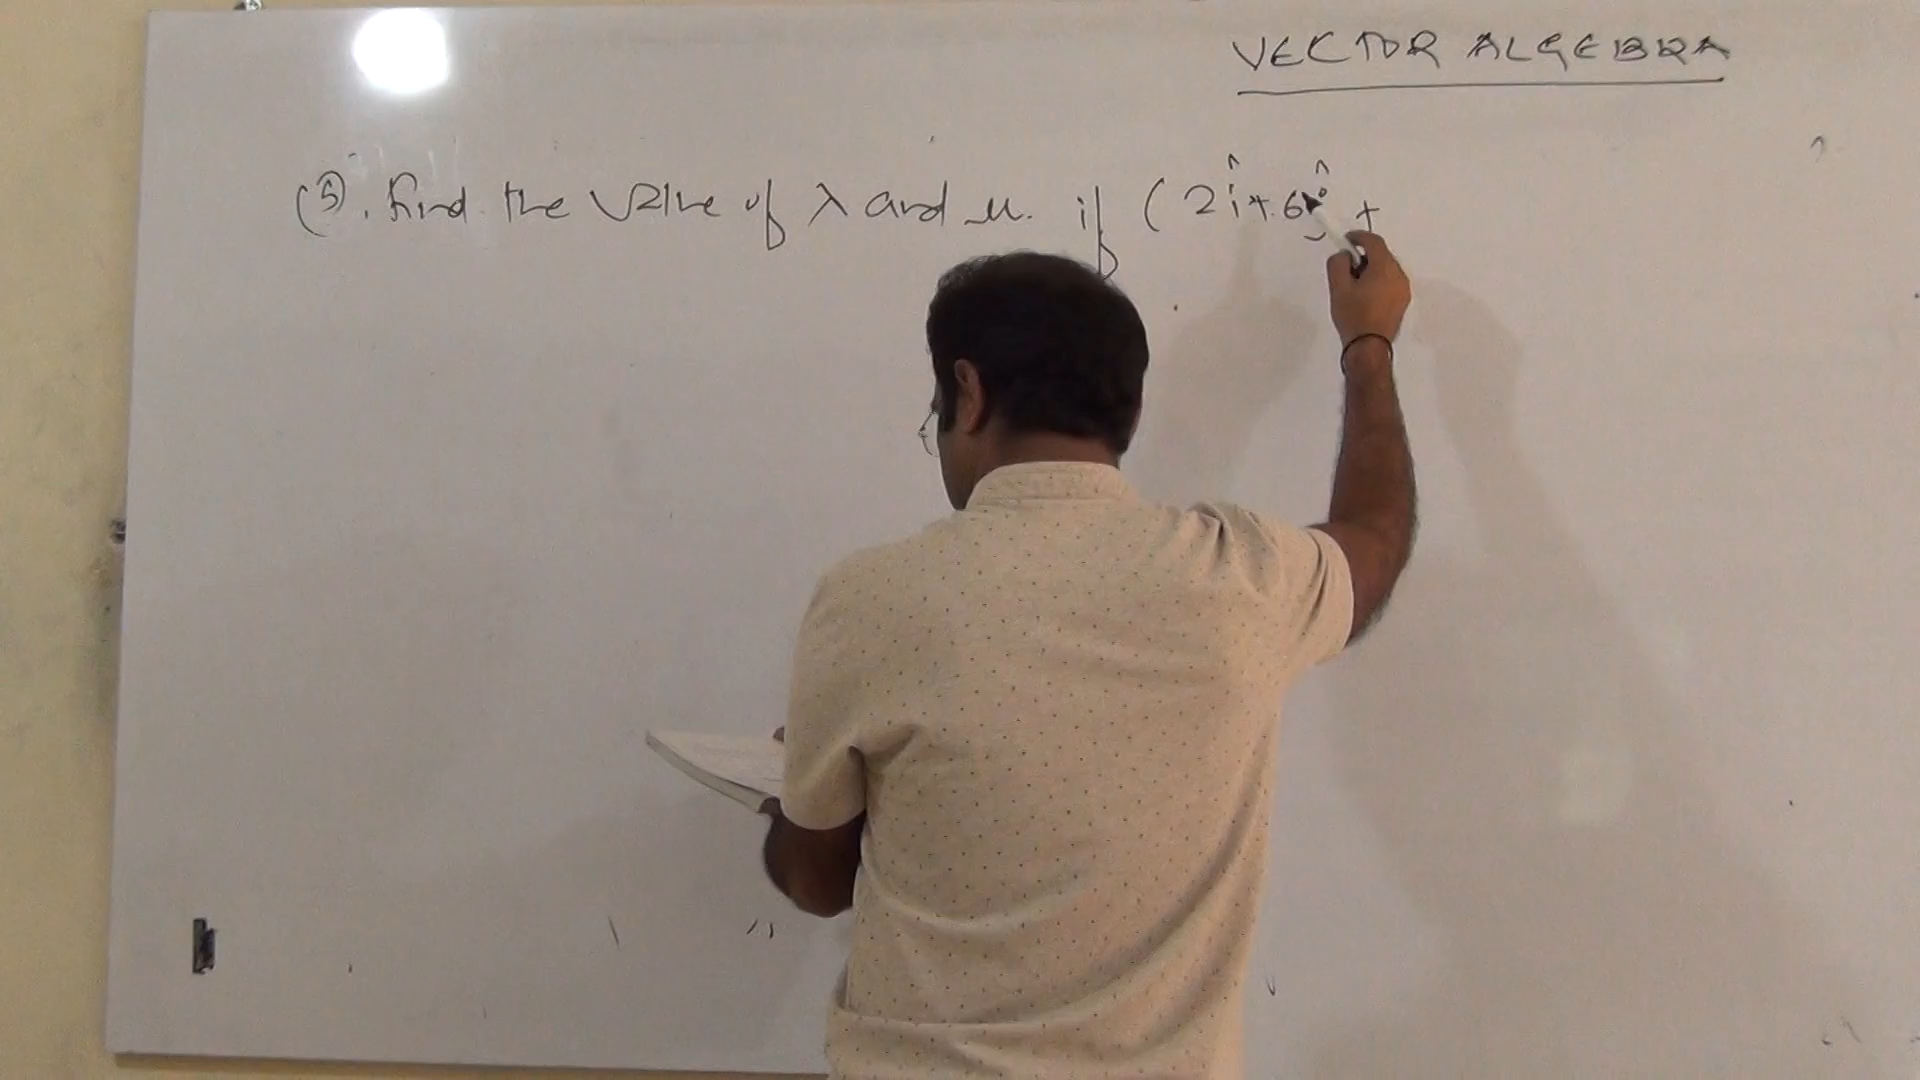 VECTOR ALGEBRA
(5). Find the value of λ and μ. if (2î + 6ĵ +